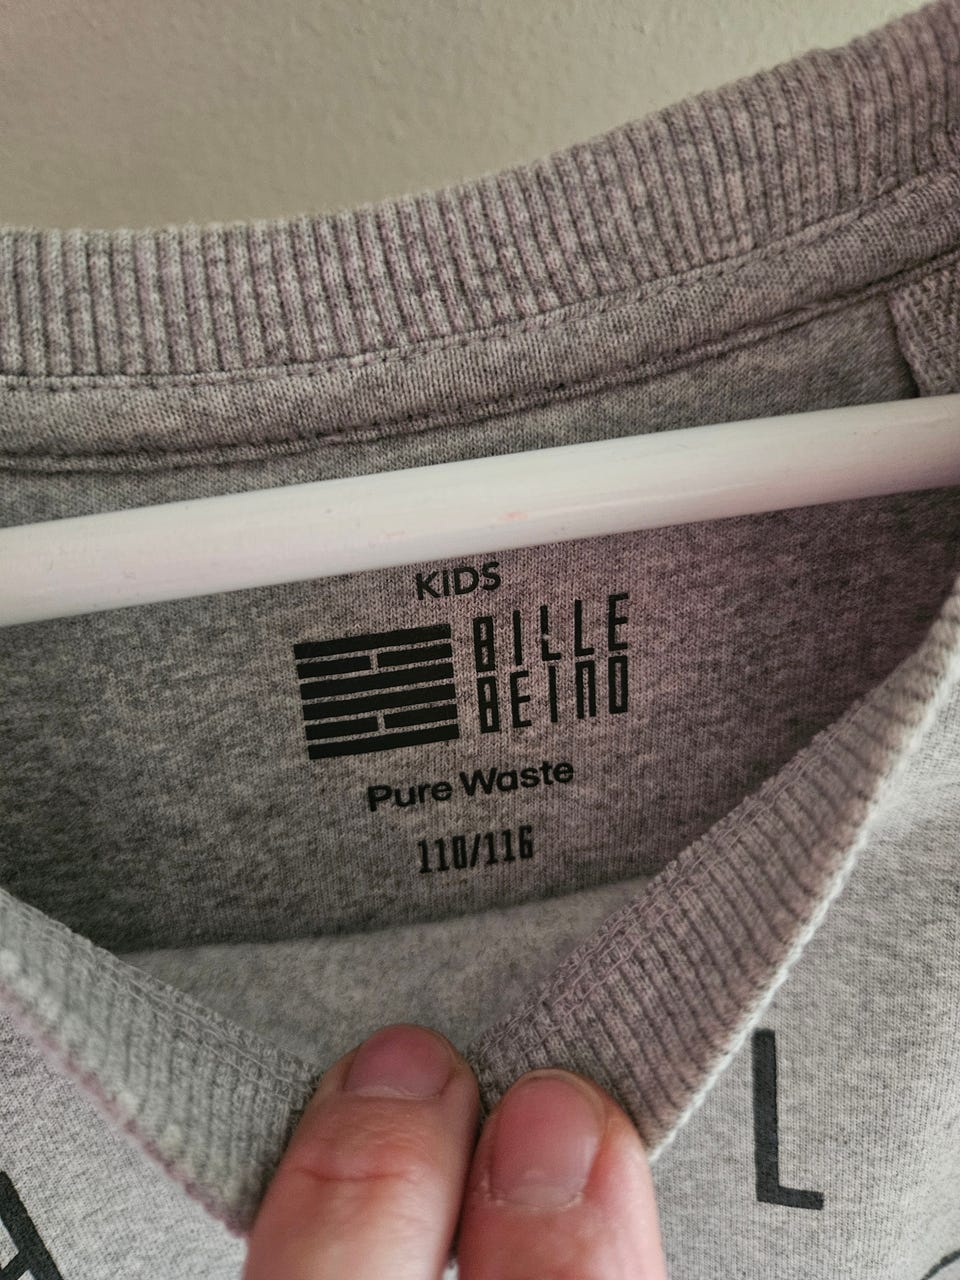 KIDS
BILLE
BEINO
Pure Waste
110/116
L